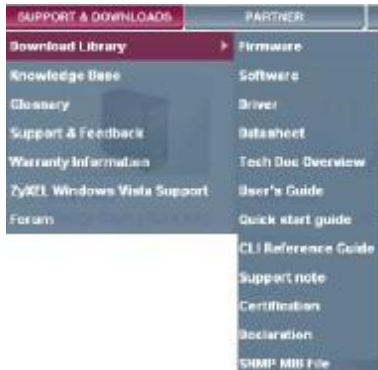 SUPPORT & DOWNLOADS
PARTNER
Download Library
Knowledge Base
Glossary
Support & Feedback
Warranty Information
ZyXEL Windows Vista Support
Forum
Firmware
Software
Driver
Datasheet
Tech Doc Overview
User's Guide
Quick start guide
CLI Reference Guide
Support note
Certification
Declaration
SNMP MIB File